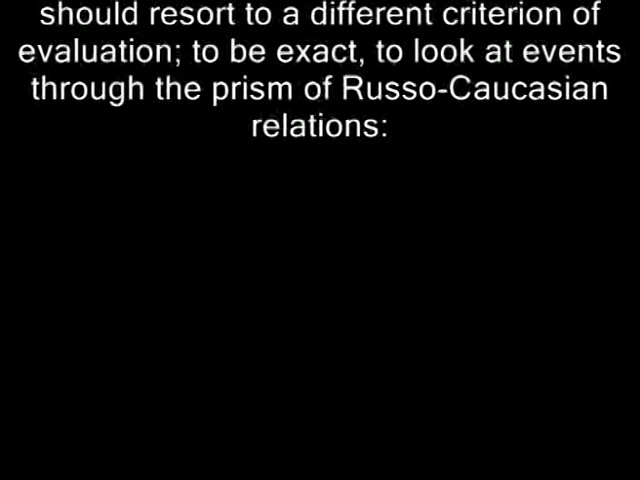 should resort to a different criterion of
evaluation; to be exact, to look at events
through the prism of Russo-Caucasian
relations: